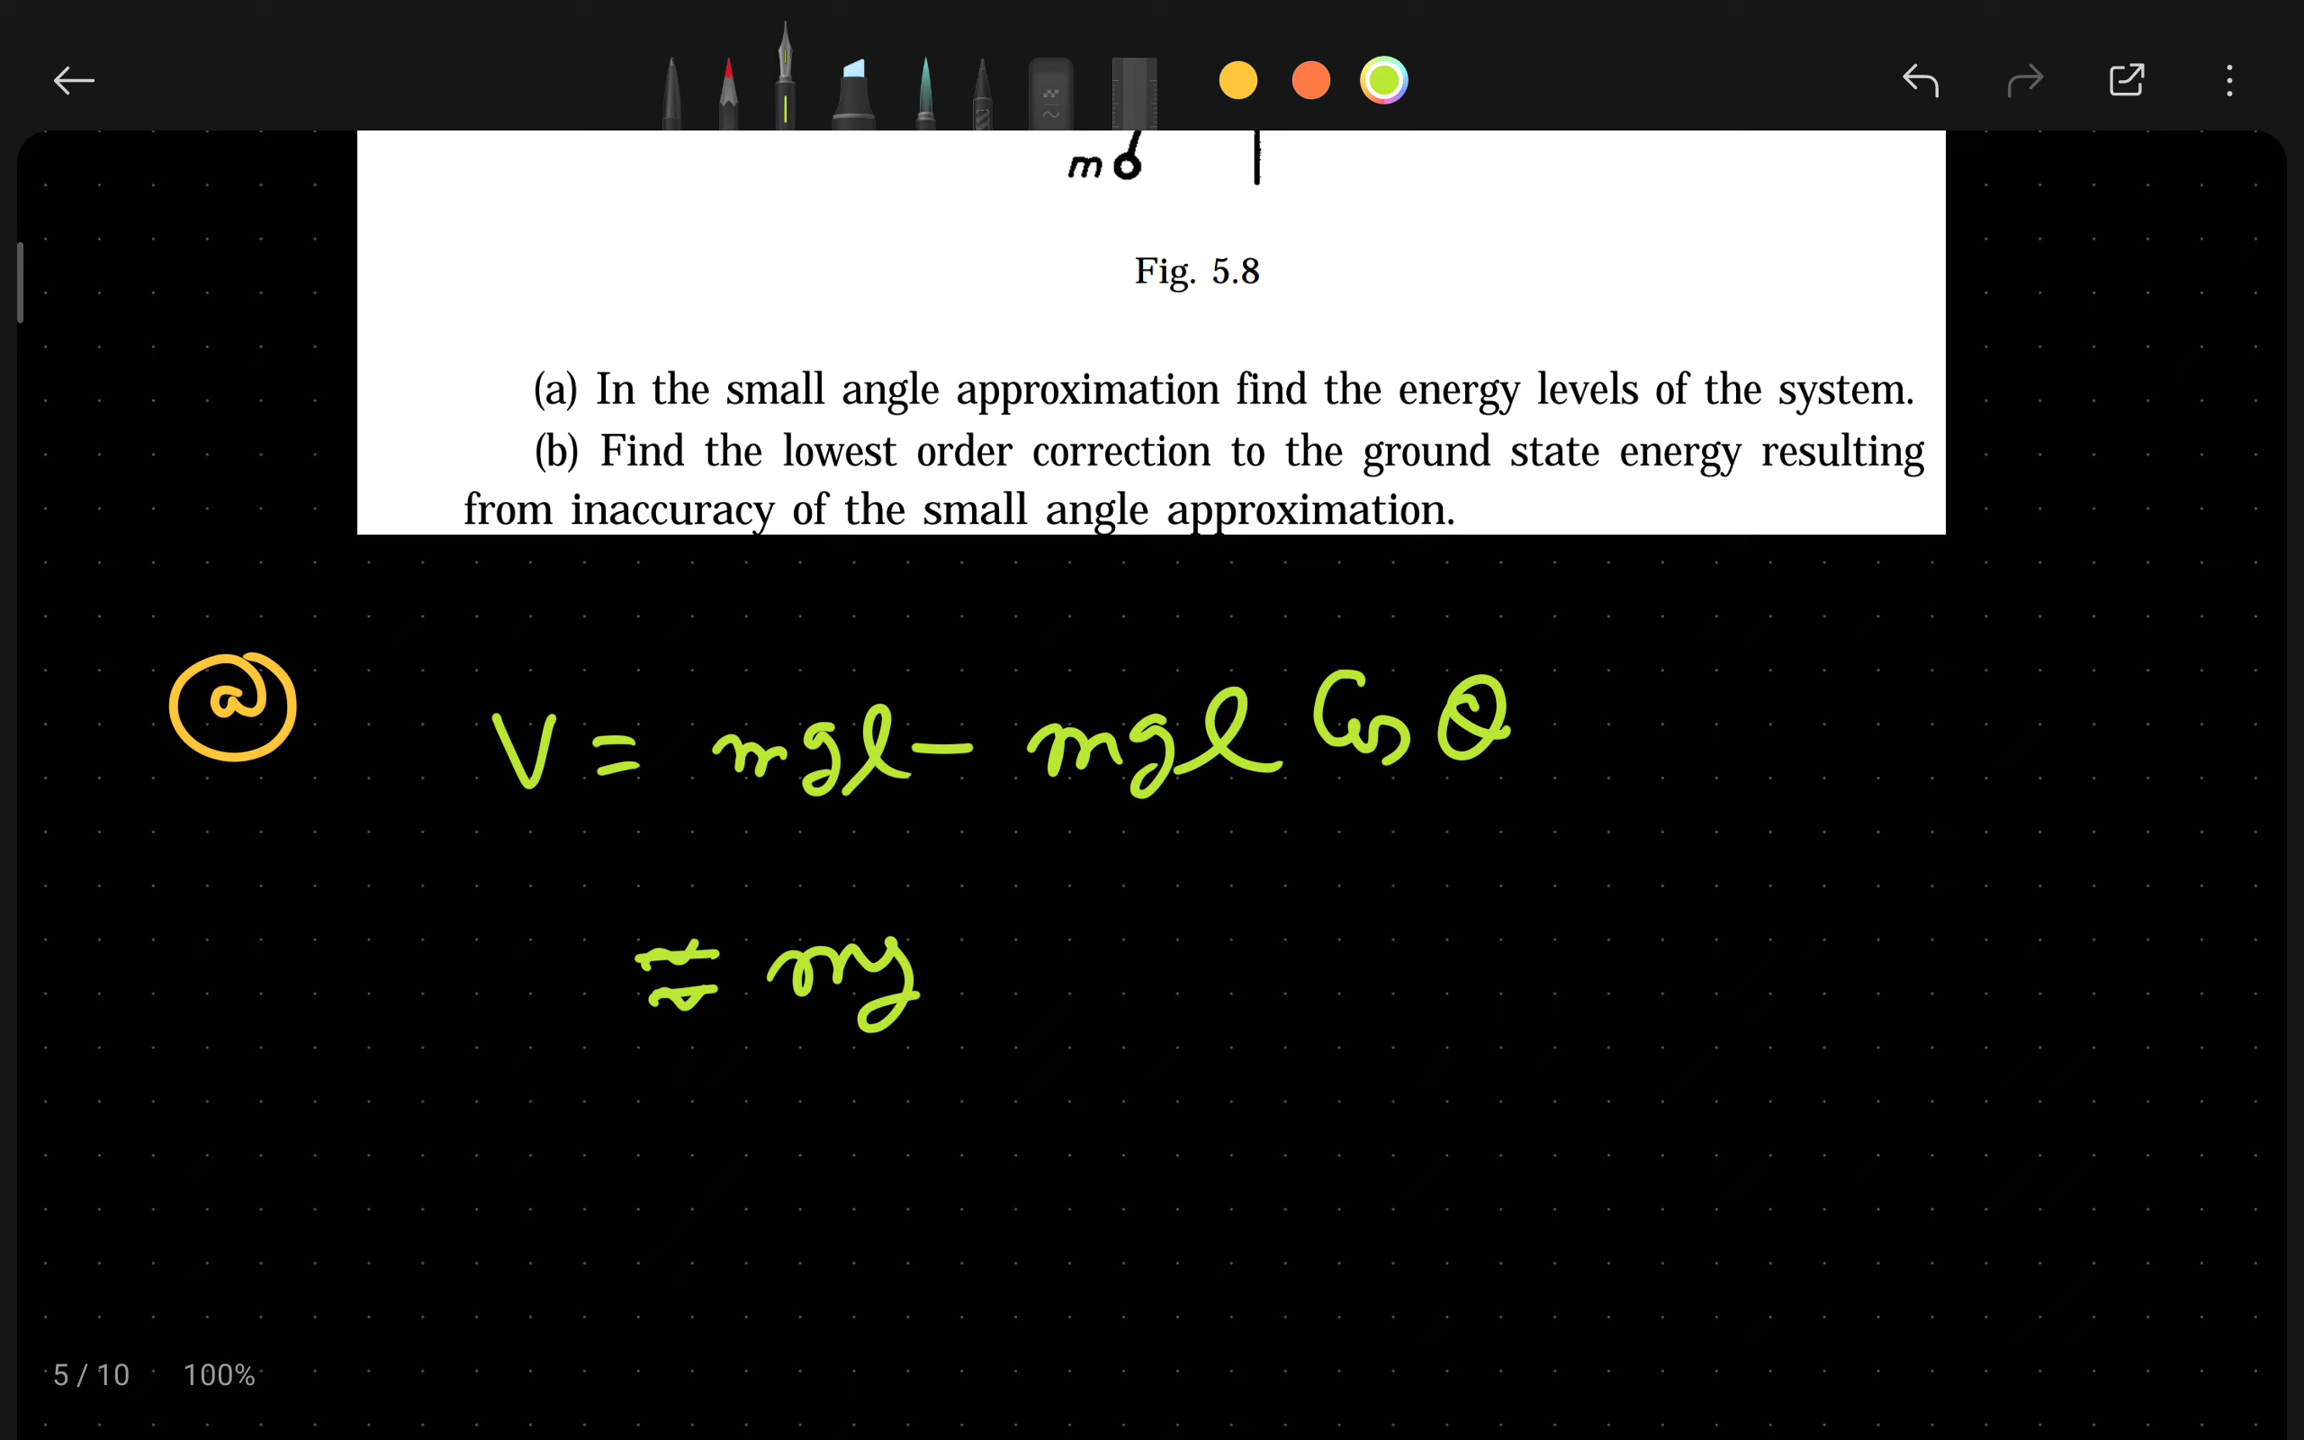 m
Fig. 5.8
(a) In the small angle approximation find the energy levels of the system.
(b) Find the lowest order correction to the ground state energy resulting
from inaccuracy of the small angle approximation.
a
V = mgl - mgl Cos θ
≈ mg
5 / 10 100%